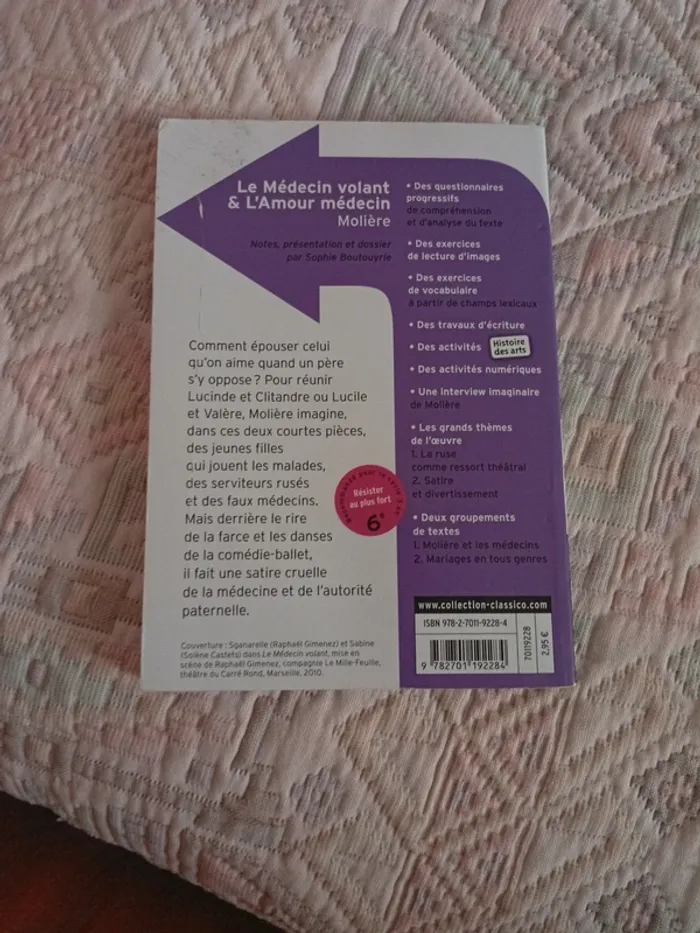 Le Médecin volant
& L'Amour médecin
Molière
Notes, présentation et dossier
par Sophie Boutouyrie
Comment épouser celui
qu'on aime quand un père
s'y oppose ? Pour réunir
Lucinde et Clitandre ou Lucile
et Valère, Molière imagine,
dans ces deux courtes pièces,
des jeunes filles
qui jouent les malades,
des serviteurs rusés
et des faux médecins.
Mais derrière le rire
de la farce et les danses
de la comédie-ballet,
il fait une satire cruelle
de la médecine et de l'autorité
paternelle.
Résister
au plus fort
6e
Couverture : Sganarelle (Raphaël Gimenez) et Sabine
(Solène Castets) dans Le Médecin volant, mise en
scène de Raphaël Gimenez, compagnie Le Mille-Feuille,
théâtre du Carré Rond, Marseille, 2010.
• Des questionnaires
progressifs
de compréhension
et d'analyse du texte
• Des exercices
de lecture d'images
• Des exercices
de vocabulaire
à partir de champs lexicaux
• Des travaux d'écriture
• Des activités Histoire
des arts
• Des activités numériques
• Une interview imaginaire
de Molière
• Les grands thèmes
de l'œuvre
1. La ruse
comme ressort théâtral
2. Satire
et divertissement
• Deux groupements
de textes
1. Molière et les médecins
2. Mariages en tous genres
www.collection-classico.com
ISBN 978-2-7011-9228-4
9 782701 192284
70119228
2,95 €